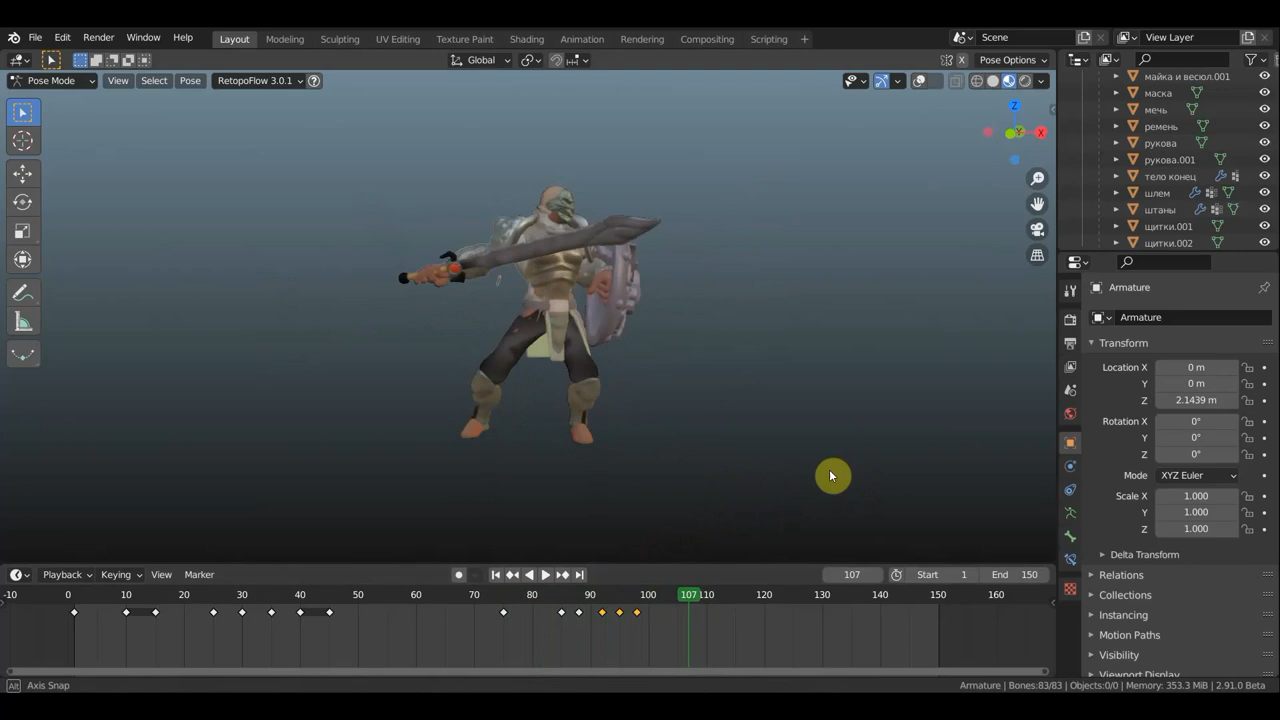 File Edit Render Window Help Layout Modeling Sculpting UV Editing Texture Paint Shading Animation Rendering Compositing Scripting + Scene View Layer
Global Pose Options
Pose Mode View Select Pose RetopoFlow 3.0.1
Z
Y X
майка и весюл.001
маска
мечь
ремень
рукова
рукова.001
тело конец
шлем
штаны
щитки.001
щитки.002
Armature
Armature
Transform
Location X 0 m
Y 0 m
Z 2.1439 m
Rotation X 0°
Y 0°
Z 0°
Mode XYZ Euler
Scale X 1.000
Y 1.000
Z 1.000
Delta Transform
Relations
Collections
Instancing
Motion Paths
Visibility
Viewport Display
Playback Keying View Marker 107 Start 1 End 150
-10 0 10 20 30 40 50 60 70 80 90 100 107 110 120 130 140 150 160
Alt Axis Snap Armature | Bones:83/83 | Objects:0/0 | Memory: 353.3 MiB | 2.91.0 Beta